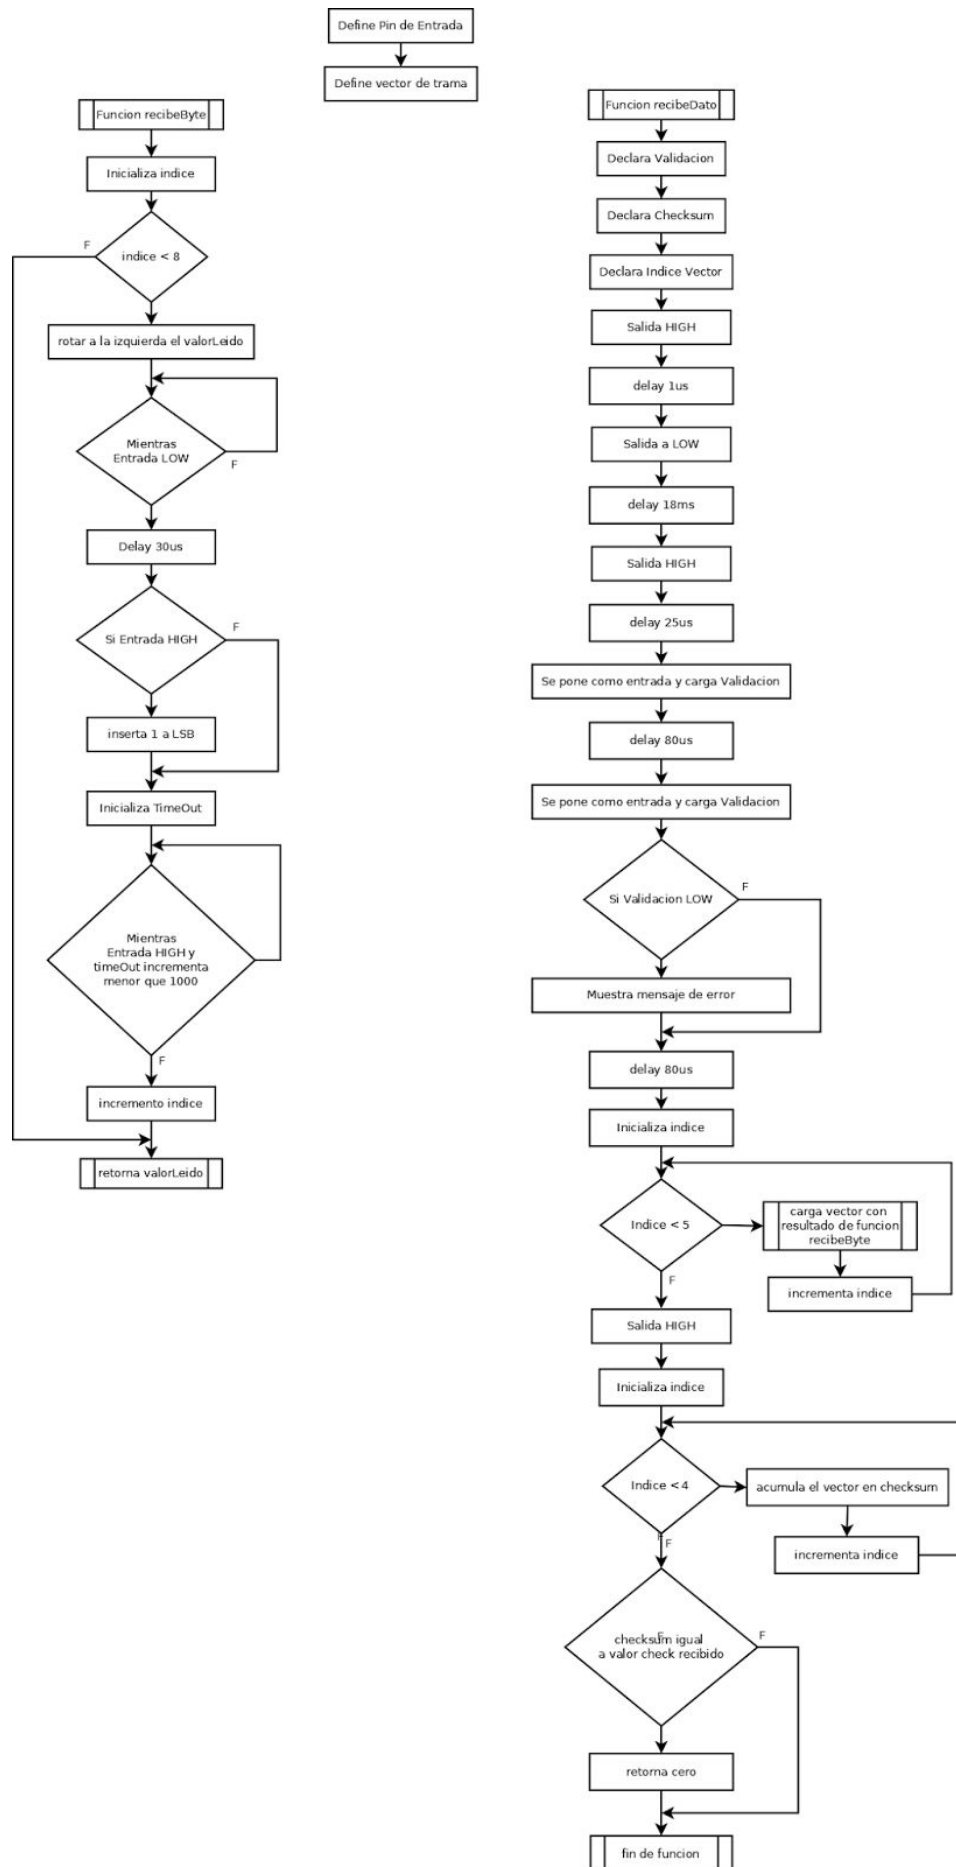 Define Pin de Entrada
Define vector de trama
Funcion recibeByte
Inicializa indice
indice < 8
F
rotar a la izquierda el valorLeido
Mientras
Entrada LOW
F
Delay 30us
Si Entrada HIGH
F
inserta 1 a LSB
Inicializa TimeOut
Mientras
Entrada HIGH y
timeOut incrementa
menor que 1000
F
incremento indice
retorna valorLeido
Funcion recibeDato
Declara Validacion
Declara Checksum
Declara Indice Vector
Salida HIGH
delay 1us
Salida a LOW
delay 18ms
Salida HIGH
delay 25us
Se pone como entrada y carga Validacion
delay 80us
Se pone como entrada y carga Validacion
Si Validacion LOW
F
Muestra mensaje de error
delay 80us
Inicializa indice
Indice < 5
carga vector con
resultado de funcion
recibeByte
F
incrementa indice
Salida HIGH
Inicializa indice
Indice < 4
acumula el vector en checksum
F
F
incrementa indice
checksum igual
a valor check recibido
F
F
retorna cero
fin de funcion